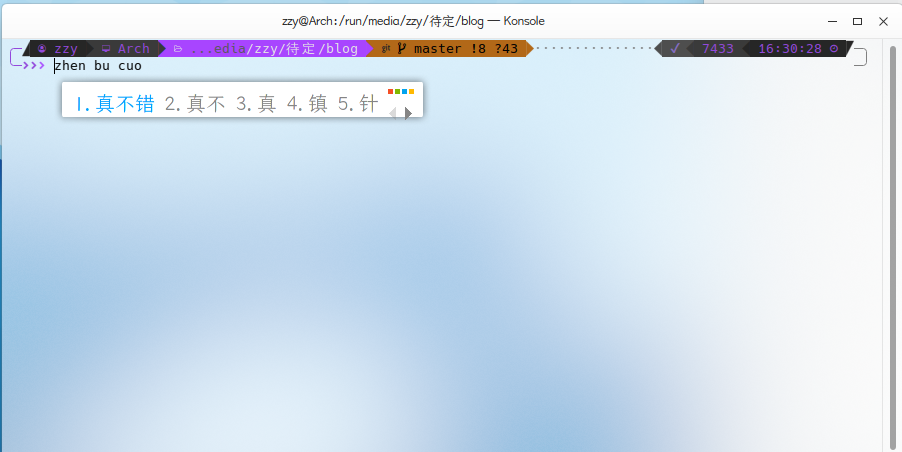 zzy@Arch:/run/media/zzy/待定/blog — Konsole
zzy Arch ...edia/zzy/待定/blog git master !8 ?43 ✓ 7433 16:30:28
❯❯❯ zhen bu cuo
1.真不错 2.真不 3.真 4.镇 5.针